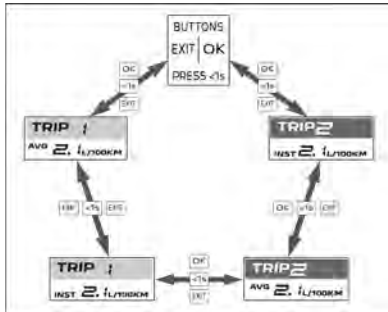 BUTTONS
EXIT OK
PRESS <1s
OK
<1s
EXIT
OK
<1s
EXIT
TRIP 1
AVG 2.1L/100KM
TRIP 2
INST 2.1L/100KM
OK <1s EXIT
OK <1s EXIT
TRIP 1
INST 2.1L/100KM
OK
<1s
EXIT
TRIP 2
AVG 2.1L/100KM